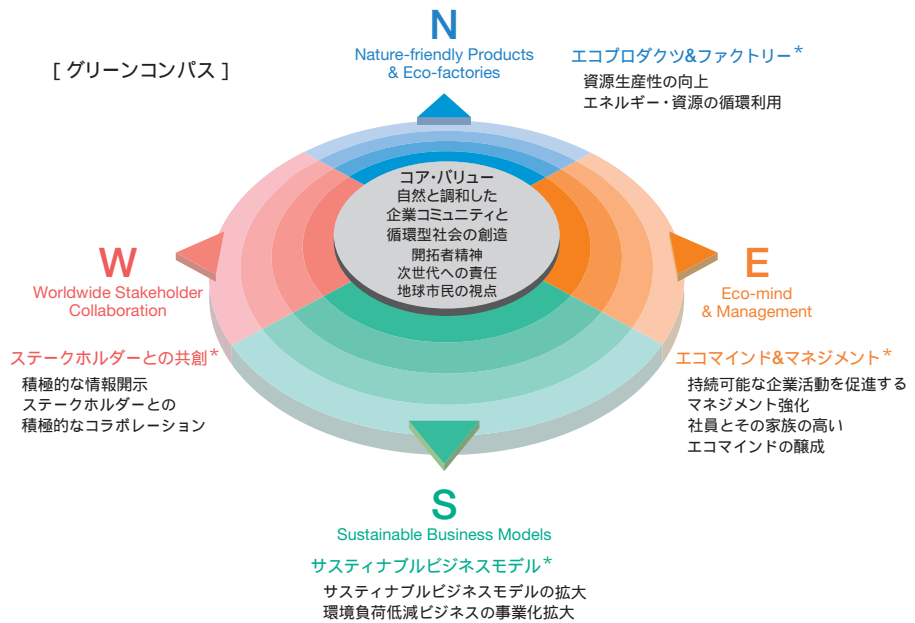 [ グリーンコンパス ]
N
Nature-friendly Products
& Eco-factories
エコプロダクツ&ファクトリー*
資源生産性の向上
エネルギー・資源の循環利用
コア・バリュー
自然と調和した
企業コミュニティと
循環型社会の創造
開拓者精神
次世代への責任
地球市民の視点
W
Worldwide Stakeholder
Collaboration
ステークホルダーとの共創*
積極的な情報開示
ステークホルダーとの
積極的なコラボレーション
E
Eco-mind
& Management
エコマインド&マネジメント*
持続可能な企業活動を促進する
マネジメント強化
社員とその家族の高い
エコマインドの醸成
S
Sustainable Business Models
サスティナブルビジネスモデル*
サスティナブルビジネスモデルの拡大
環境負荷低減ビジネスの事業化拡大